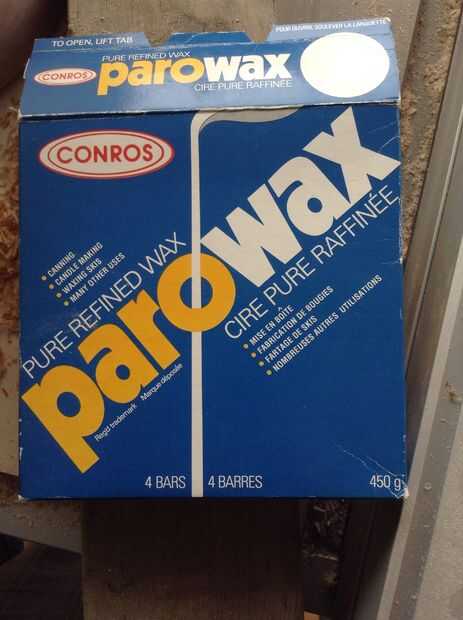 TO OPEN, LIFT TAB
POUR OUVRIR, SOULEVER LA LANGUETTE
PURE REFINED WAX
CONROS
parowax
CIRE PURE RAFFINÉE
CONROS
• CANNING
• CANDLE MAKING
• WAXING SKIS
• MANY OTHER USES
PURE REFINED WAX
parowax
CIRE PURE RAFFINÉE
• MISE EN BOÎTE
• FABRICATION DE BOUGIES
• FARTAGE DE SKIS
• NOMBREUSES AUTRES UTILISATIONS
Reg'd trademark Marque déposée
4 BARS 4 BARRES 450 g